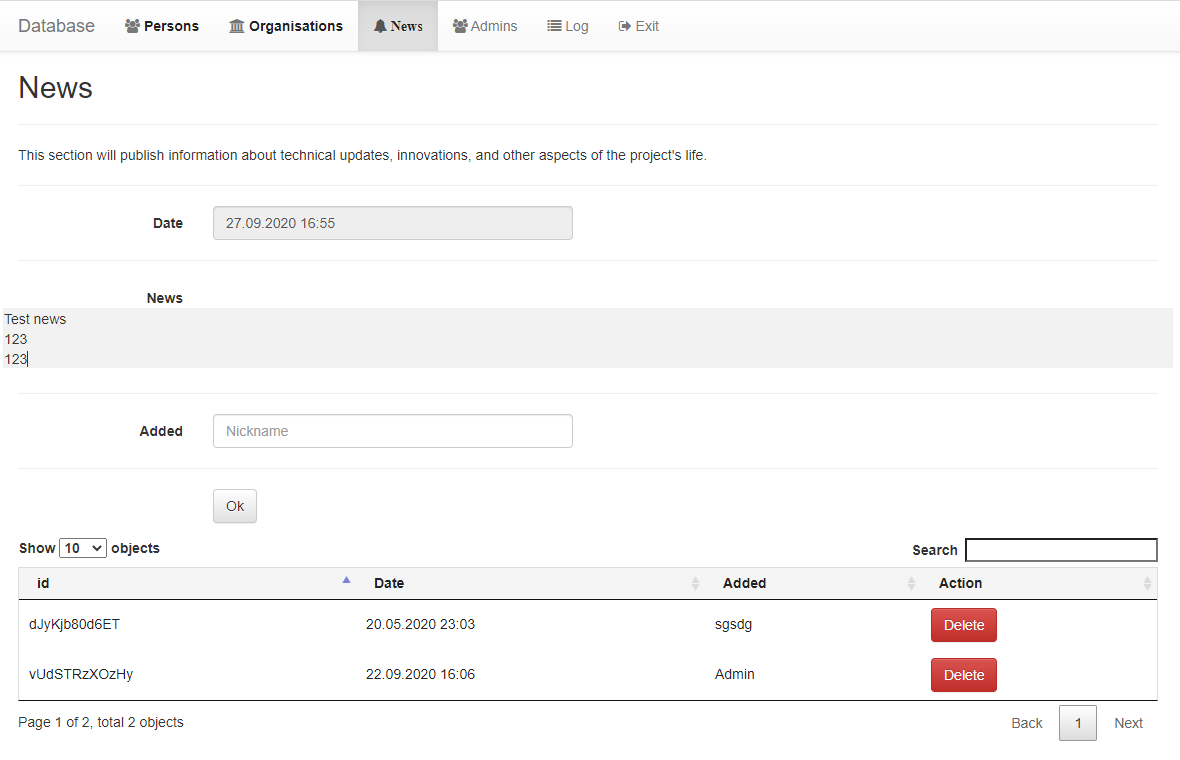 Database Persons Organisations News Admins Log Exit
News
This section will publish information about technical updates, innovations, and other aspects of the project's life.
Date 27.09.2020 16:55
News
Test news
123
123
Added Nickname
Ok
Show 10 objects Search
id Date Added Action
dJyKjb80d6ET 20.05.2020 23:03 sgsdg Delete
vUdSTRzXOzHy 22.09.2020 16:06 Admin Delete
Page 1 of 2, total 2 objects Back 1 Next